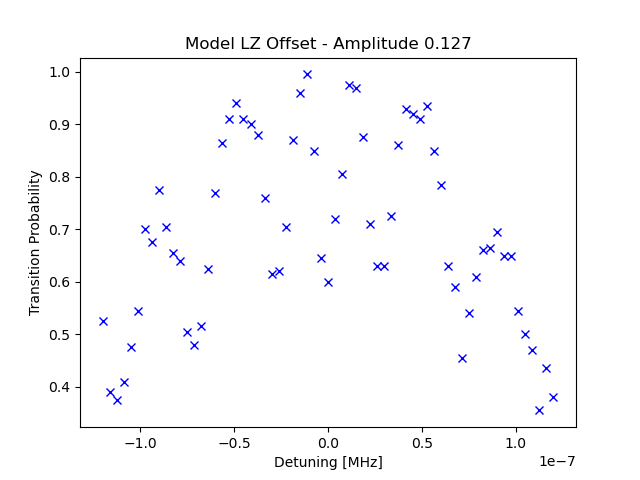 Model LZ Offset - Amplitude 0.127
1.0
0.9
0.8
0.7
0.6
0.5
0.4
Transition Probability
−1.0 −0.5 0.0 0.5 1.0
1e−7
Detuning [MHz]